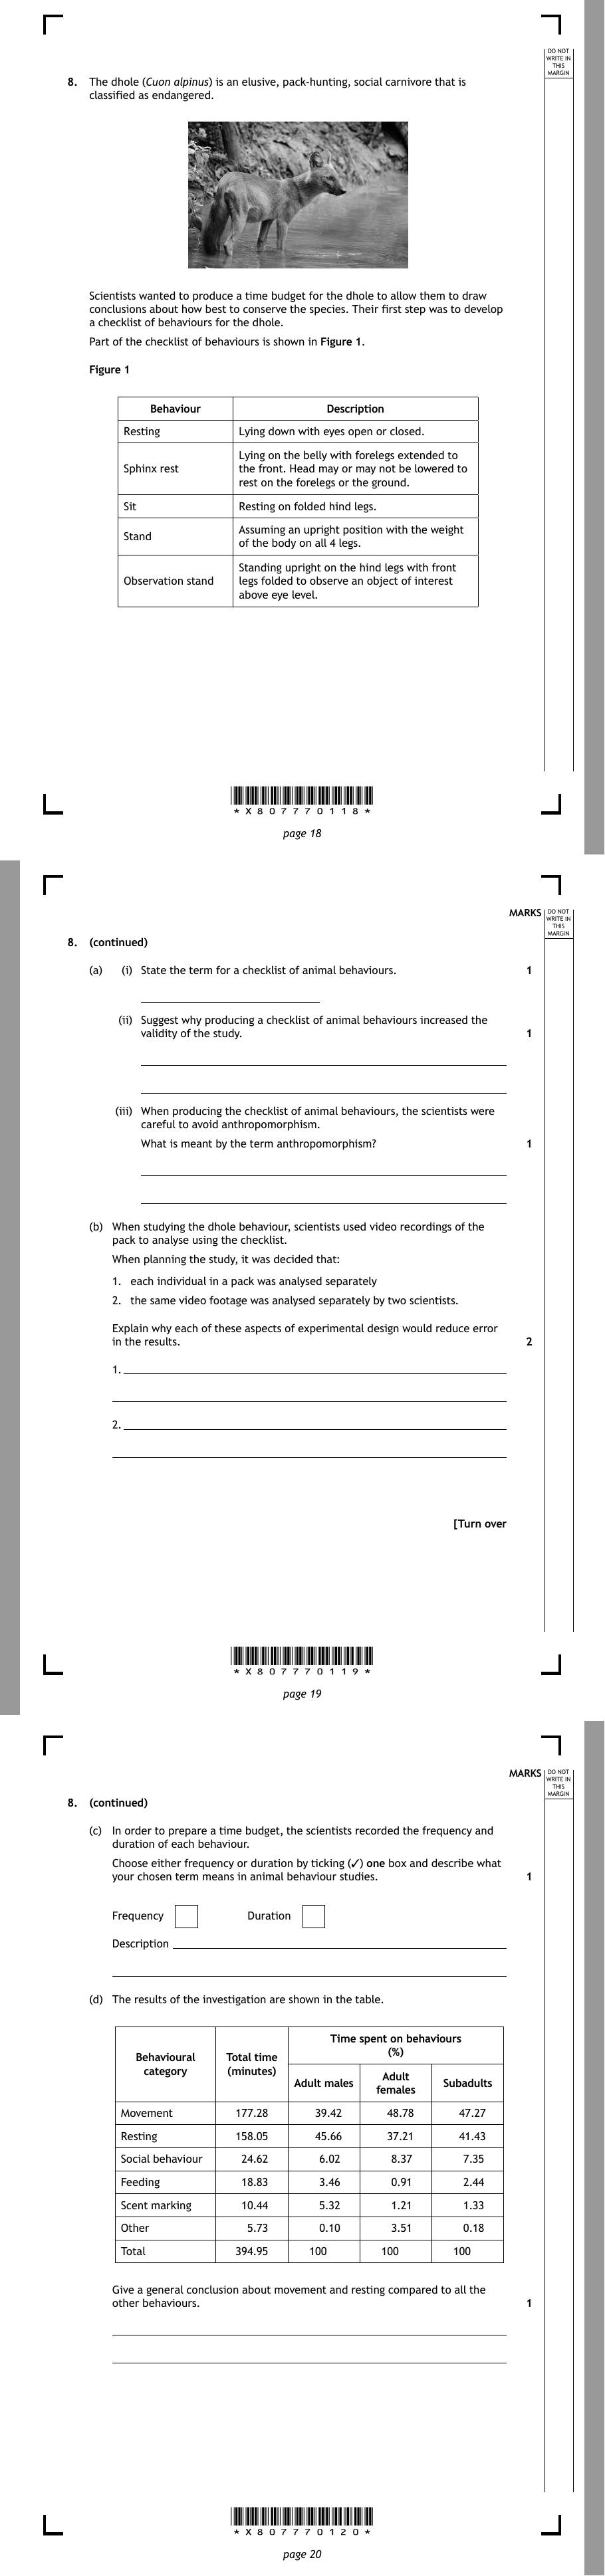 DO NOT
WRITE IN
THIS
MARGIN
8. The dhole (Cuon alpinus) is an elusive, pack-hunting, social carnivore that is
classified as endangered.
Scientists wanted to produce a time budget for the dhole to allow them to draw
conclusions about how best to conserve the species. Their first step was to develop
a checklist of behaviours for the dhole.
Part of the checklist of behaviours is shown in Figure 1.
Figure 1
Behaviour Description
Resting Lying down with eyes open or closed.
Sphinx rest Lying on the belly with forelegs extended to
the front. Head may or may not be lowered to
rest on the forelegs or the ground.
Sit Resting on folded hind legs.
Stand Assuming an upright position with the weight
of the body on all 4 legs.
Observation stand Standing upright on the hind legs with front
legs folded to observe an object of interest
above eye level.
* X 8 0 7 7 7 0 1 1 8 *
page 18
MARKS
DO NOT
WRITE IN
THIS
MARGIN
8. (continued)
(a) (i) State the term for a checklist of animal behaviours. 1
(ii) Suggest why producing a checklist of animal behaviours increased the
validity of the study. 1
(iii) When producing the checklist of animal behaviours, the scientists were
careful to avoid anthropomorphism.
What is meant by the term anthropomorphism? 1
(b) When studying the dhole behaviour, scientists used video recordings of the
pack to analyse using the checklist.
When planning the study, it was decided that:
1. each individual in a pack was analysed separately
2. the same video footage was analysed separately by two scientists.
Explain why each of these aspects of experimental design would reduce error
in the results. 2
1.
2.
[Turn over
* X 8 0 7 7 7 0 1 1 9 *
page 19
MARKS
DO NOT
WRITE IN
THIS
MARGIN
8. (continued)
(c) In order to prepare a time budget, the scientists recorded the frequency and
duration of each behaviour.
Choose either frequency or duration by ticking (✓) one box and describe what
your chosen term means in animal behaviour studies. 1
Frequency Duration
Description
(d) The results of the investigation are shown in the table.
Behavioural
category
Total time
(minutes)
Time spent on behaviours
(%)
Adult males
Adult
females
Subadults
Movement 177.28 39.42 48.78 47.27
Resting 158.05 45.66 37.21 41.43
Social behaviour 24.62 6.02 8.37 7.35
Feeding 18.83 3.46 0.91 2.44
Scent marking 10.44 5.32 1.21 1.33
Other 5.73 0.10 3.51 0.18
Total 394.95 100 100 100
Give a general conclusion about movement and resting compared to all the
other behaviours. 1
* X 8 0 7 7 7 0 1 2 0 *
page 20